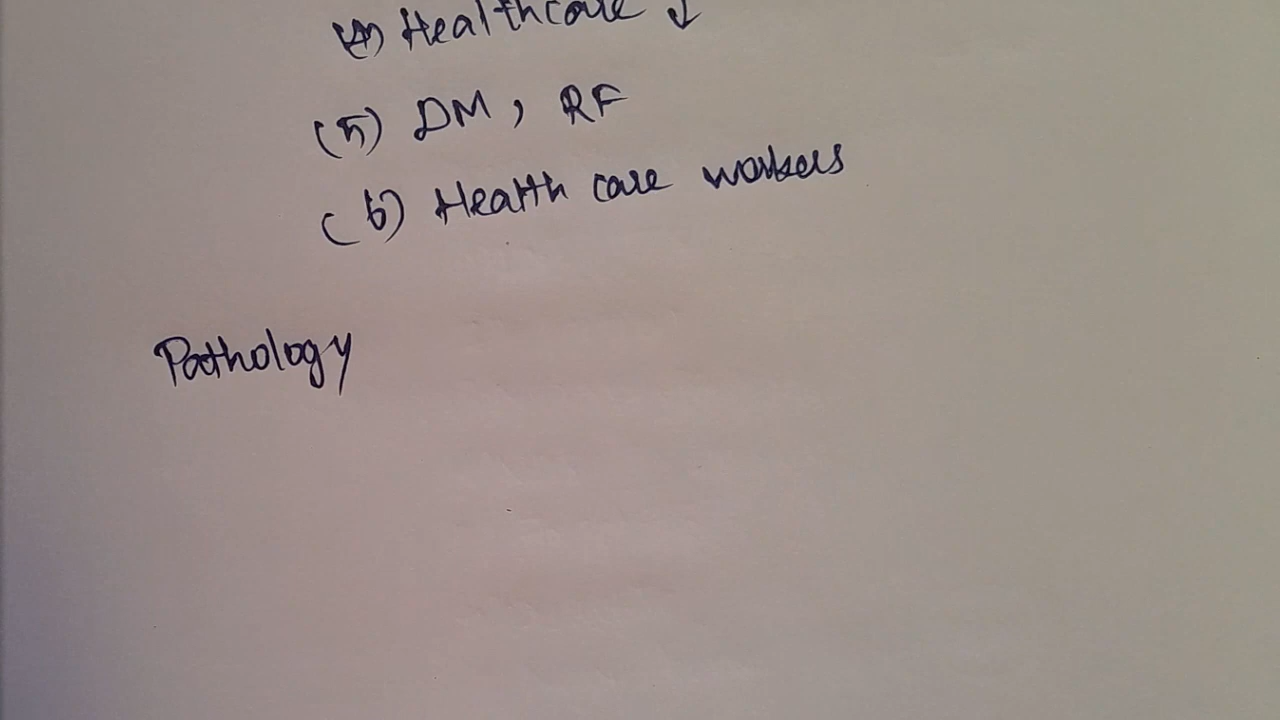 (4) Healthcare ↓
(5) DM, RF
(6) Health care workers
Pathology